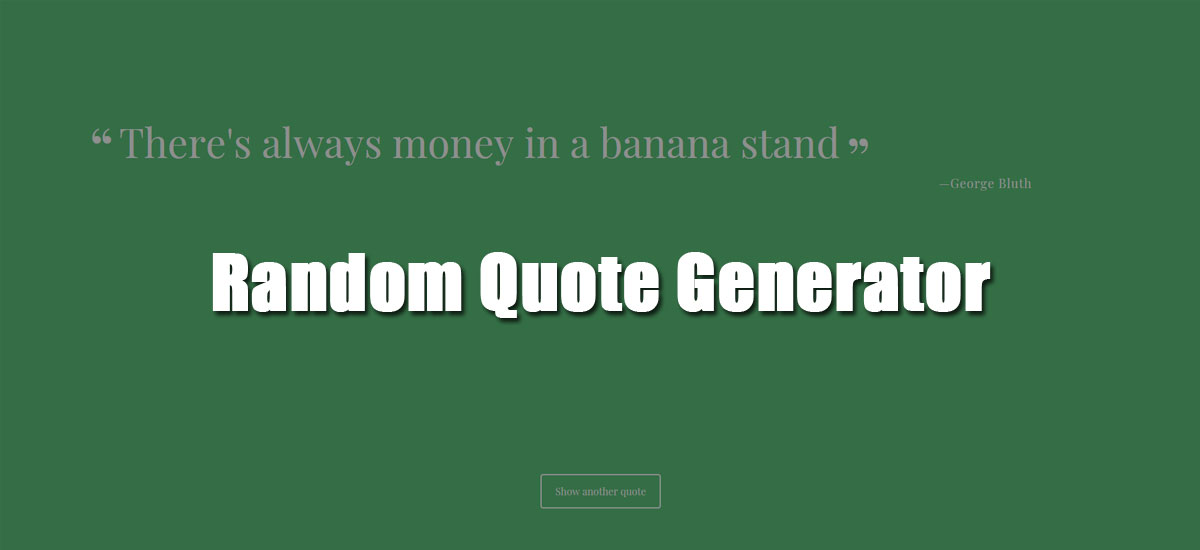 “ There's always money in a banana stand ”
—George Bluth
Random Quote Generator
Show another quote